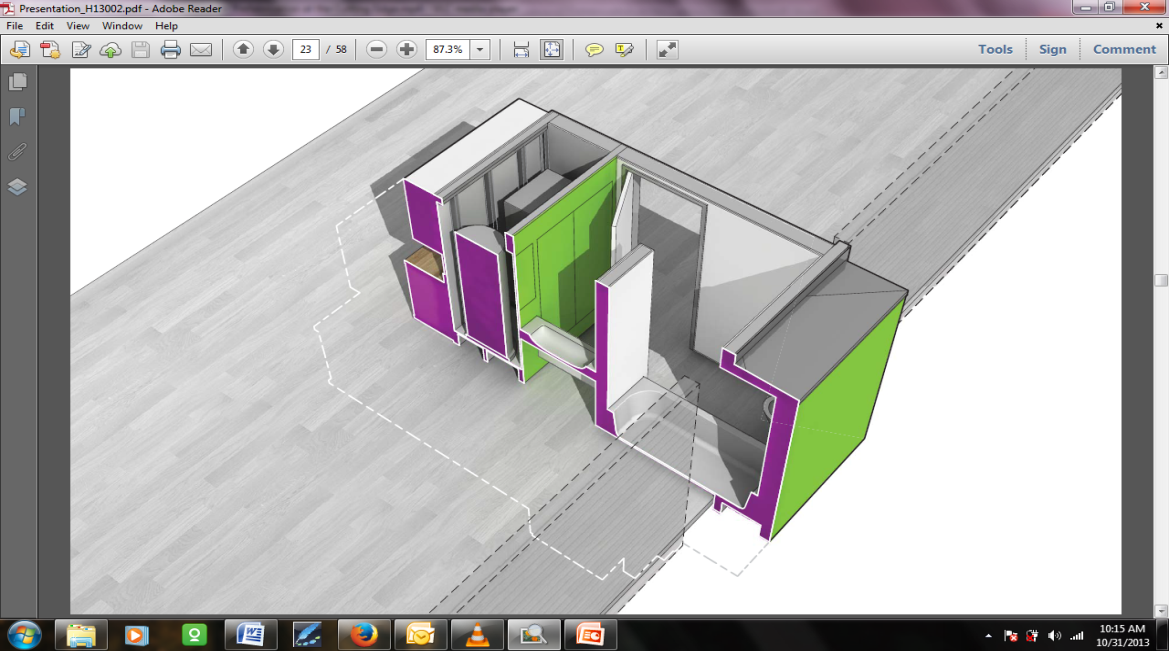 Presentation_H13002.pdf - Adobe Reader
File Edit View Window Help
23 / 58 87.3% Tools Sign Comment
10:15 AM
10/31/2013